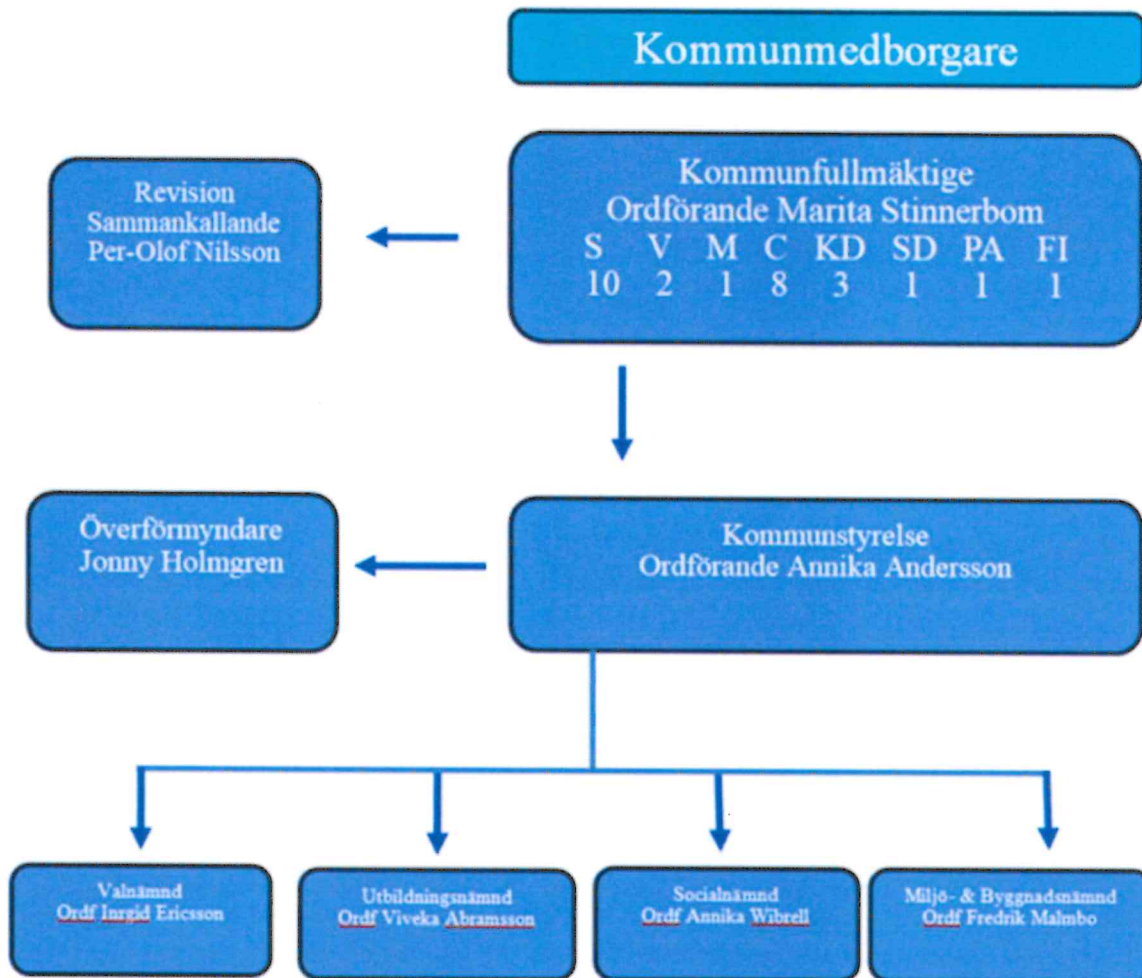 Kommunmedborgare
Kommunfullmäktige
Ordförande Marita Stinnerbom
S V M C KD SD PA FI
10 2 1 8 3 1 1 1
Revision
Sammankallande
Per-Olof Nilsson
Kommunstyrelse
Ordförande Annika Andersson
Överförmyndare
Jonny Holmgren
Valnämnd
Ordf Inrgid Ericsson
Utbildningsnämnd
Ordf Viveka Abramsson
Socialnämnd
Ordf Annika Wibrell
Miljö- & Byggnadsnämnd
Ordf Fredrik Malmbo